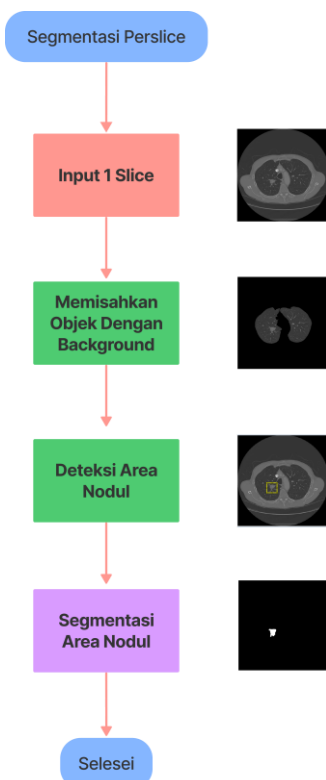 Segmentasi Perslice
Input 1 Slice
Memisahkan
Objek Dengan
Background
Deteksi Area
Nodul
Segmentasi
Area Nodul
Selesei